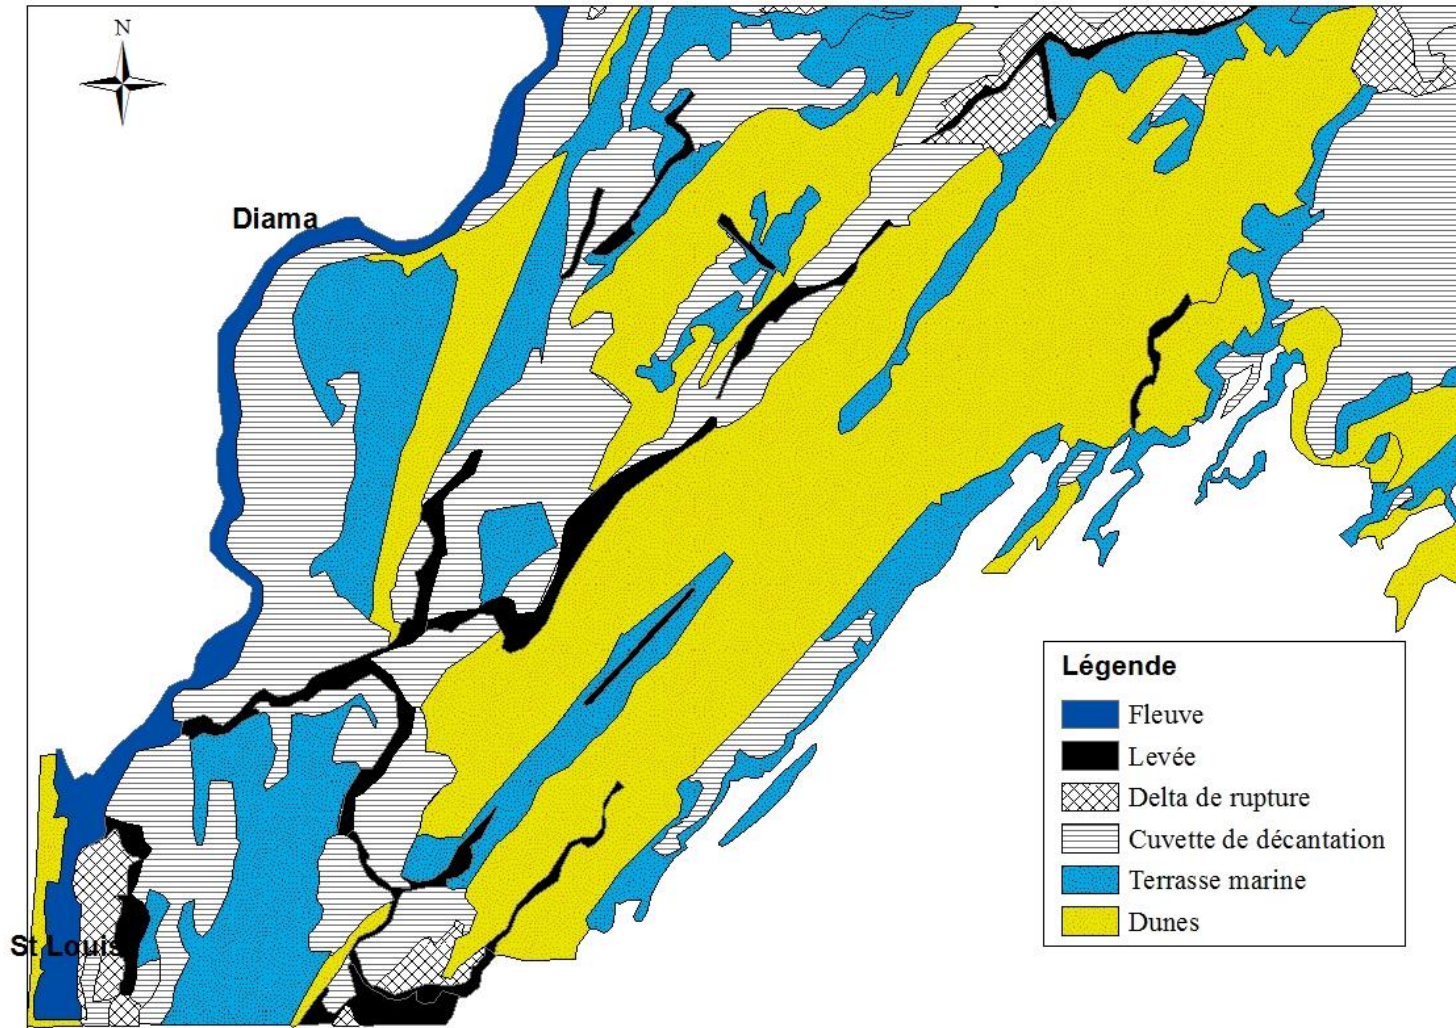 N
Diama
St Louis
Légende
Fleuve
Levée
Delta de rupture
Cuvette de décantation
Terrasse marine
Dunes